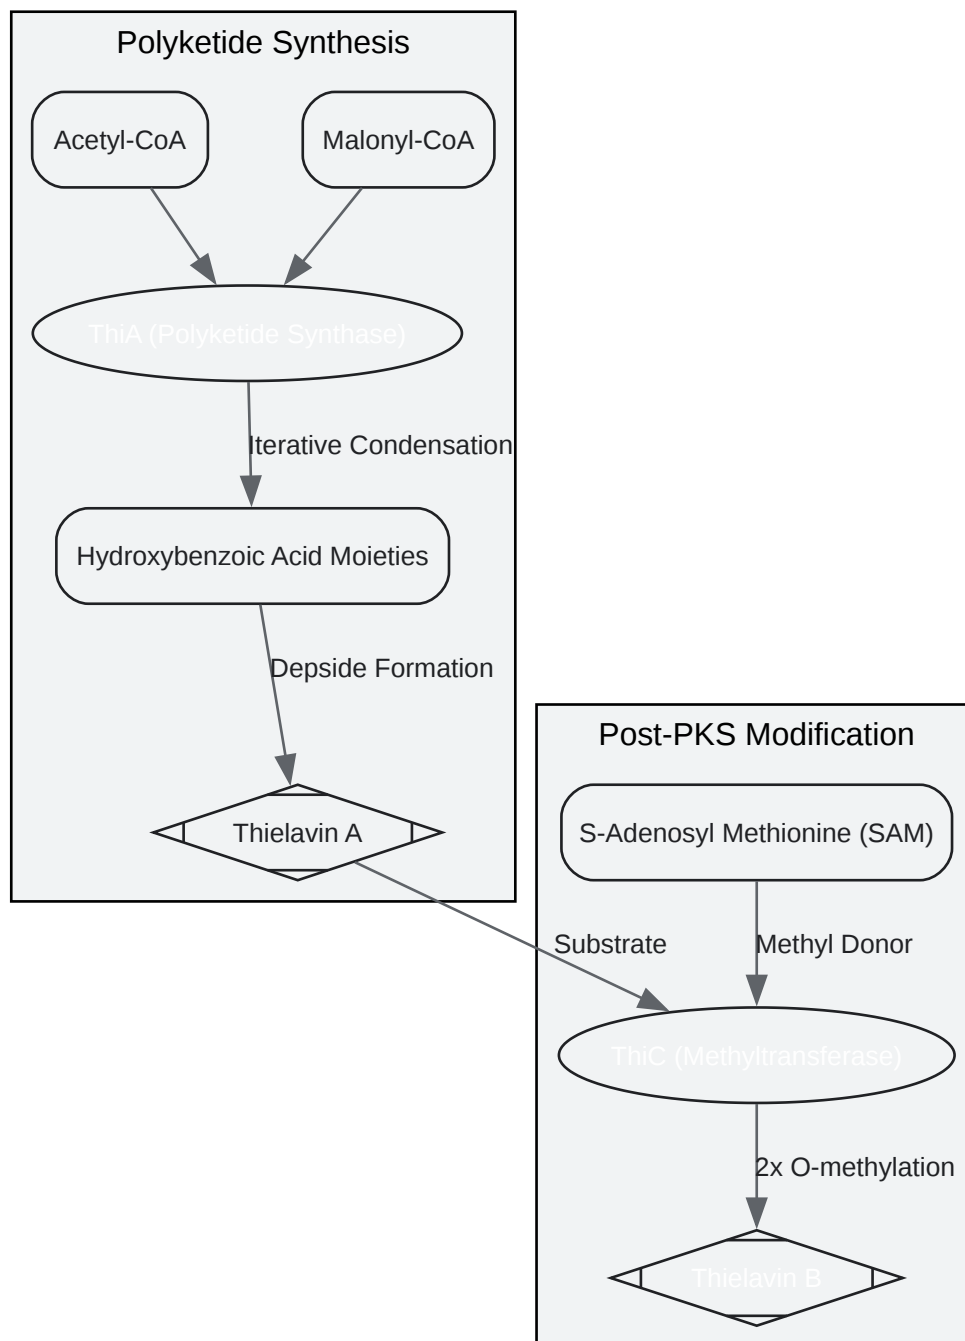 Polyketide Synthesis
Acetyl-CoA
Malonyl-CoA
ThiA (Polyketide Synthase)
Iterative Condensation
Hydroxybenzoic Acid Moieties
Depside Formation
Thielavin A
Post-PKS Modification
S-Adenosyl Methionine (SAM)
Substrate
Methyl Donor
ThiC (Methyltransferase)
2x O-methylation
Thielavin B